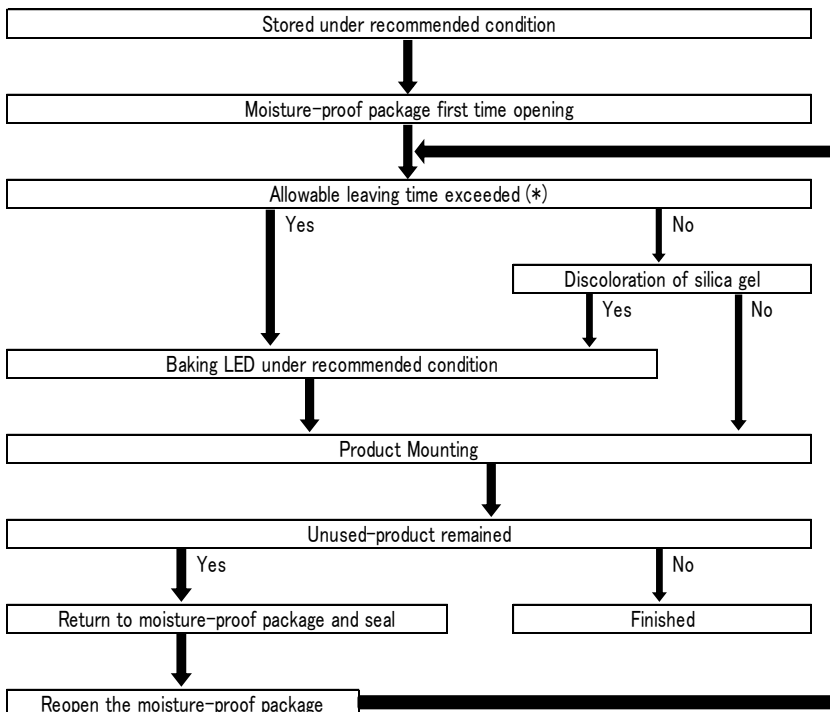 Stored under recommended condition
Moisture-proof package first time opening
Allowable leaving time exceeded (*)
Yes
No
Discoloration of silica gel
Yes
No
Baking LED under recommended condition
Product Mounting
Unused-product remained
Yes
No
Return to moisture-proof package and seal
Finished
Reopen the moisture-proof package